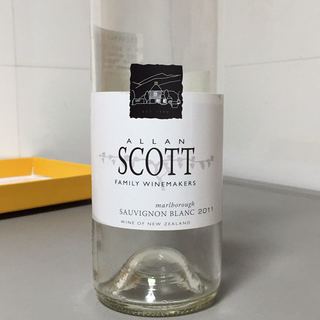 ALLAN
SCOTT
FAMILY WINEMAKERS
marlborough
SAUVIGNON BLANC 2011
WINE OF NEW ZEALAND